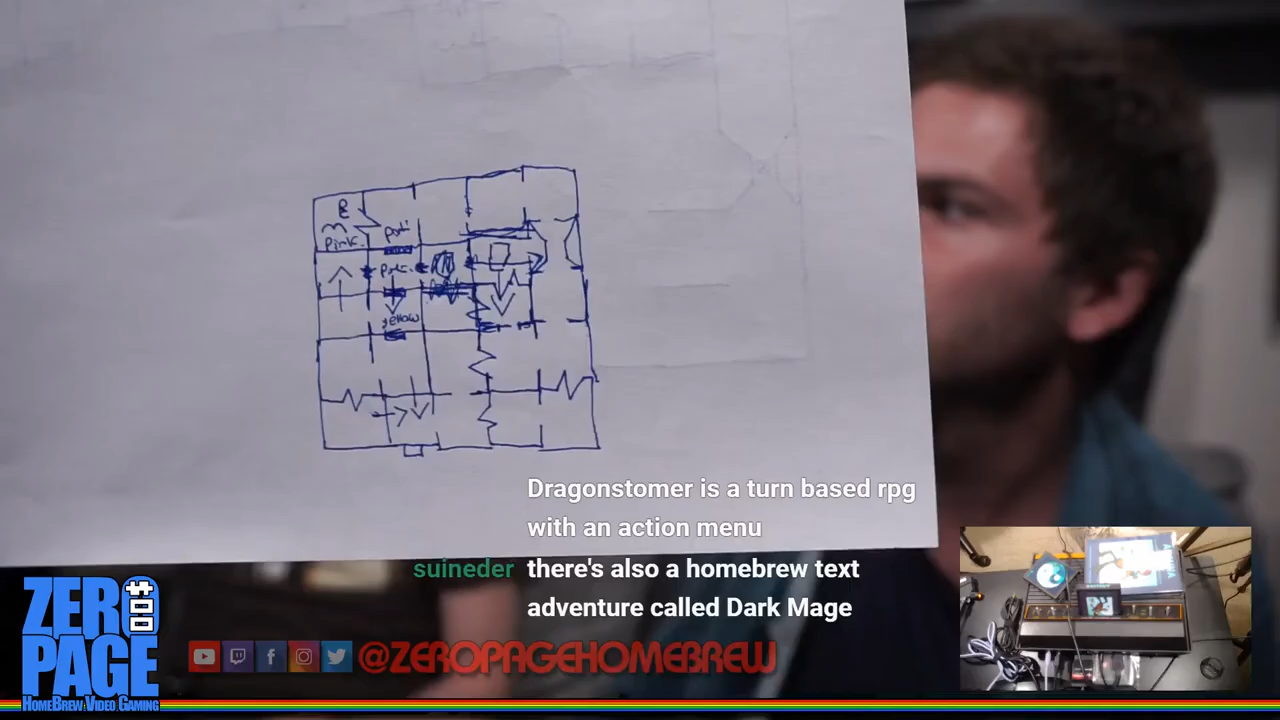 Pink
yellow
Dragonstomer is a turn based rpg
with an action menu
suineder there's also a homebrew text
adventure called Dark Mage
ZERO
PAGE
HOMEBREW VIDEO GAMING
@ZEROPAGEHOMEBREW